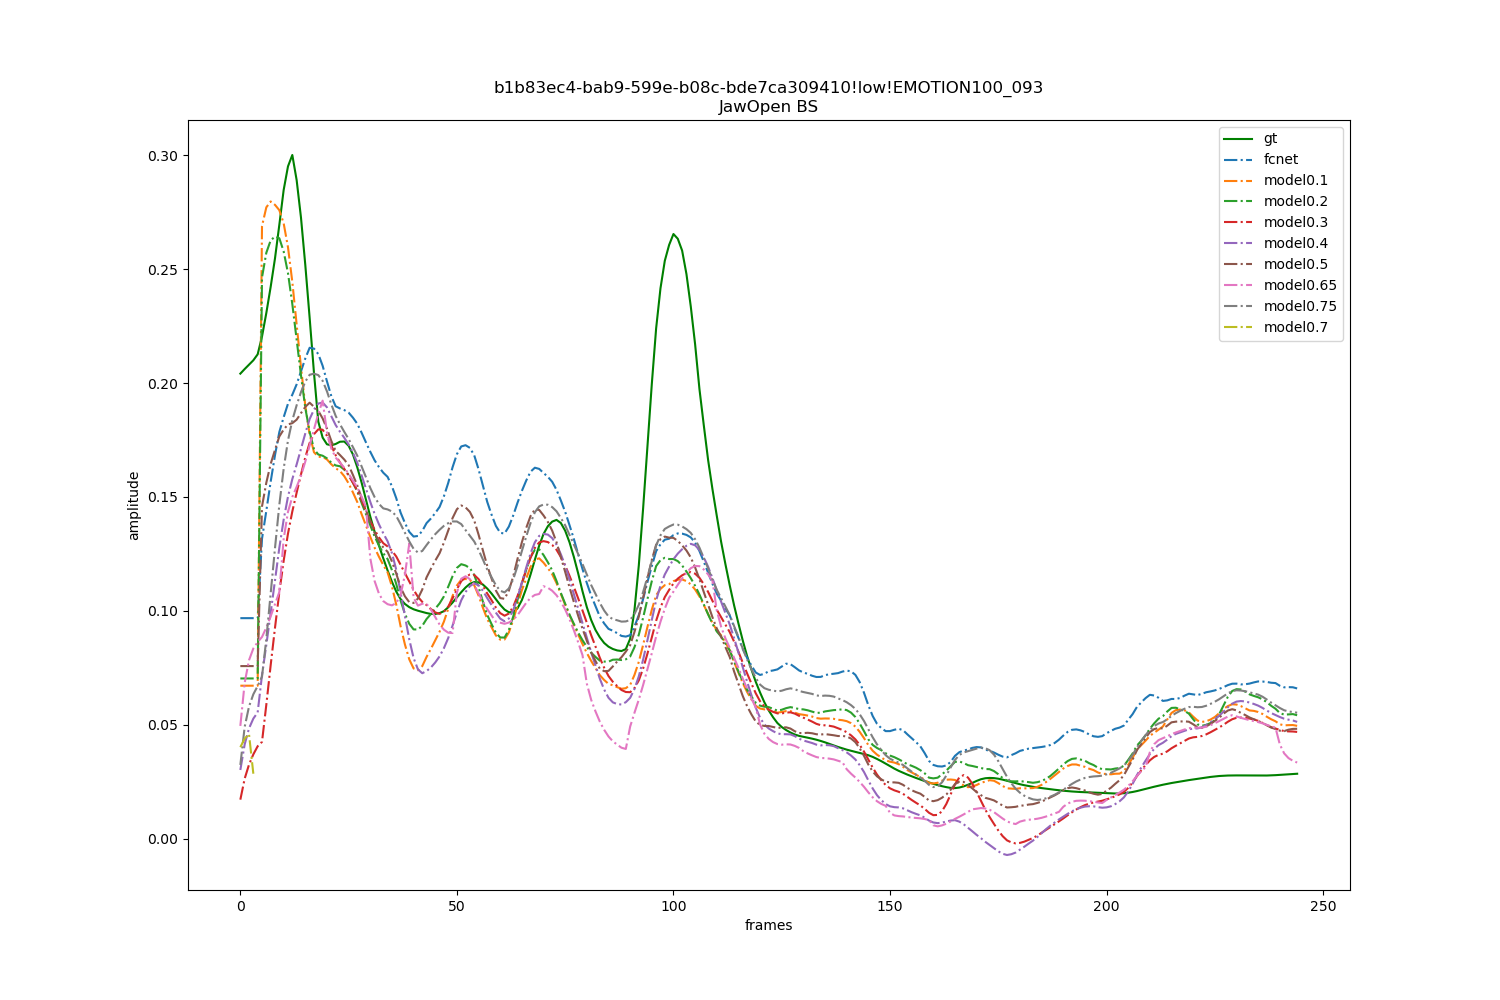 b1b83ec4-bab9-599e-b08c-bde7ca309410!low!EMOTION100_093
JawOpen BS
gt
fcnet
model0.1
model0.2
model0.3
model0.4
model0.5
model0.65
model0.75
model0.7
amplitude
0.30
0.25
0.20
0.15
0.10
0.05
0.00
0
50
100
150
200
250
frames